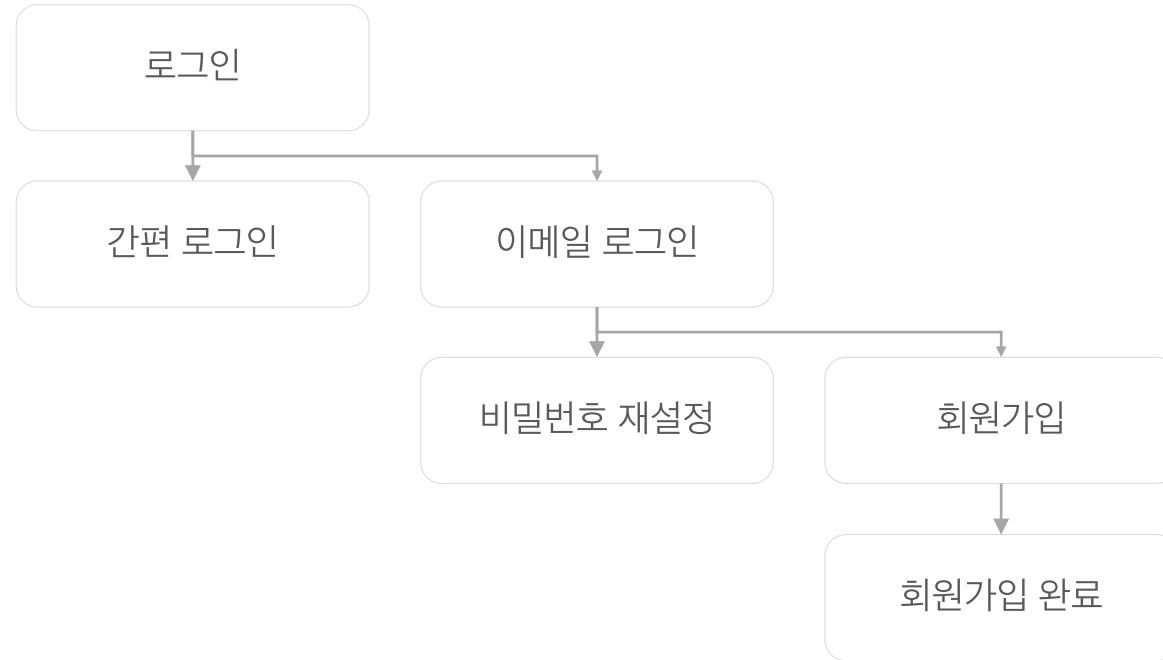 로그인
간편 로그인
이메일 로그인
비밀번호 재설정
회원가입
회원가입 완료